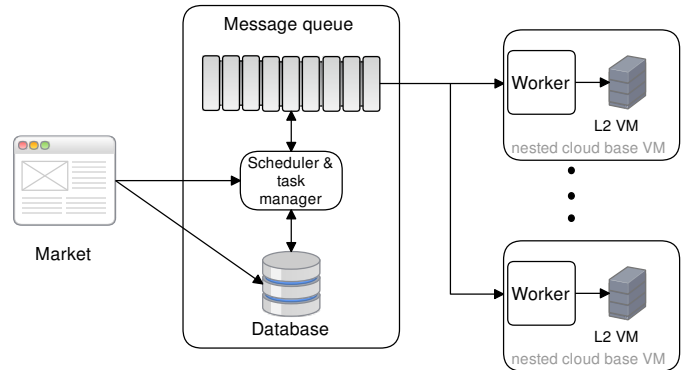 Message queue
Scheduler &
task
manager
Database
Market
Worker
L2 VM
nested cloud base VM
Worker
L2 VM
nested cloud base VM